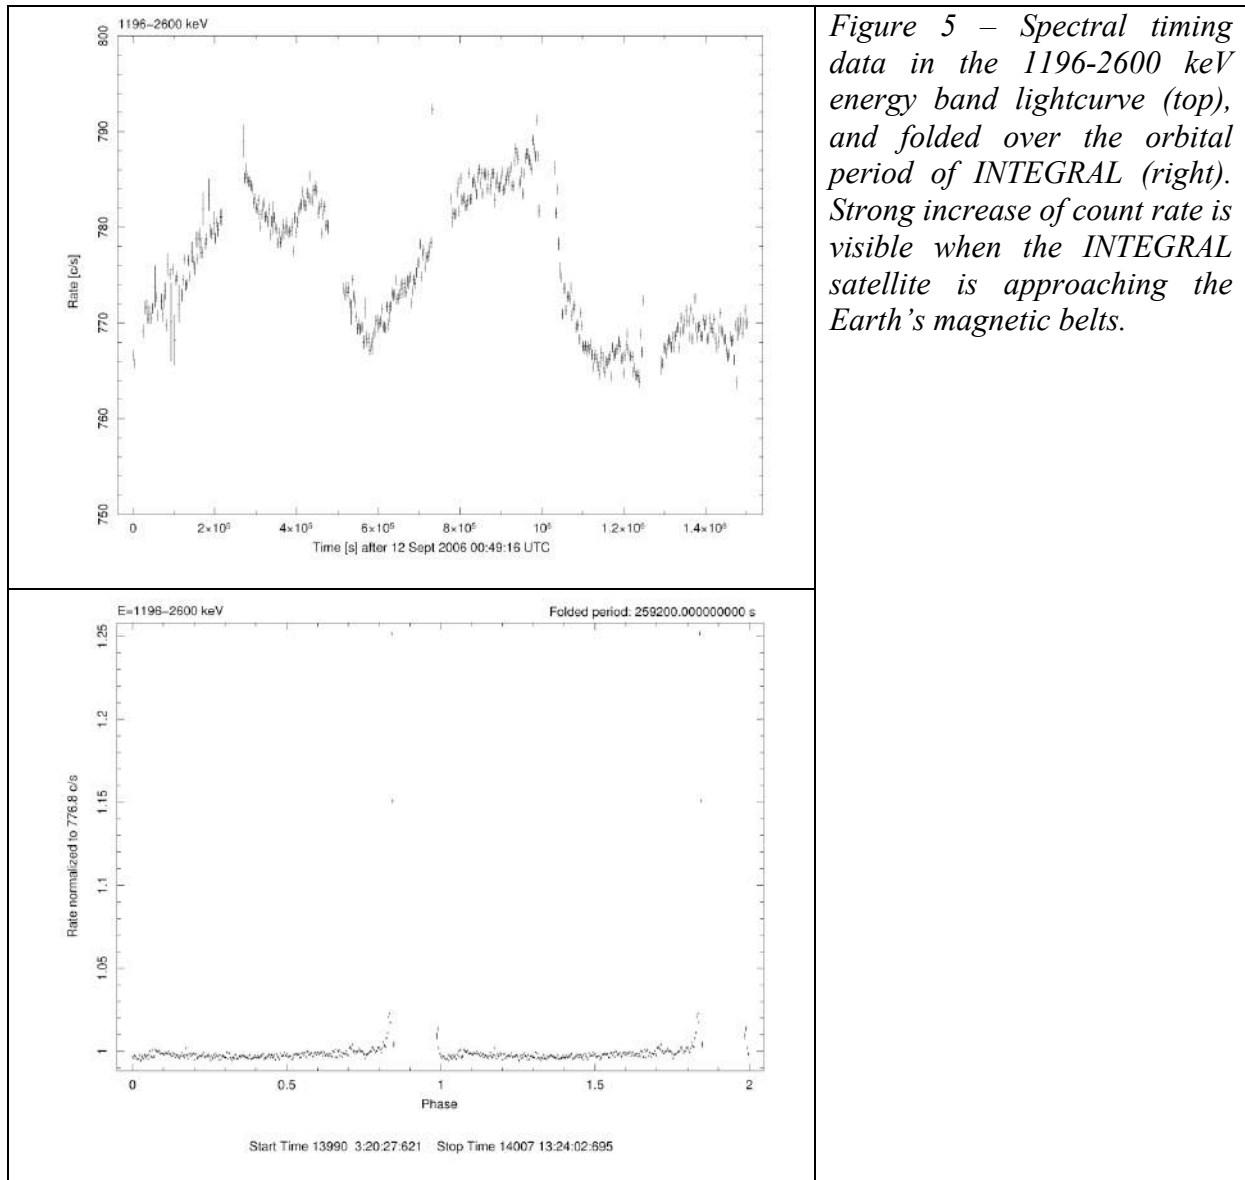 1196−2600 keV
800
790
780
770
760
750
Rate [c/s]
0 2×10⁵ 4×10⁵ 6×10⁵ 8×10⁵ 10⁶ 1.2×10⁶ 1.4×10⁶
Time [s] after 12 Sept 2006 00:49:16 UTC
Figure 5 – Spectral timing
data in the 1196-2600 keV
energy band lightcurve (top),
and folded over the orbital
period of INTEGRAL (right).
Strong increase of count rate is
visible when the INTEGRAL
satellite is approaching the
Earth’s magnetic belts.
E=1196−2600 keV Folded period: 259200.000000000 s
1.25
1.2
1.15
1.1
1.05
1
Rate normalized to 776.8 c/s
0 0.5 1 1.5 2
Phase
Start Time 13990 3:20:27:621 Stop Time 14007 13:24:02:695